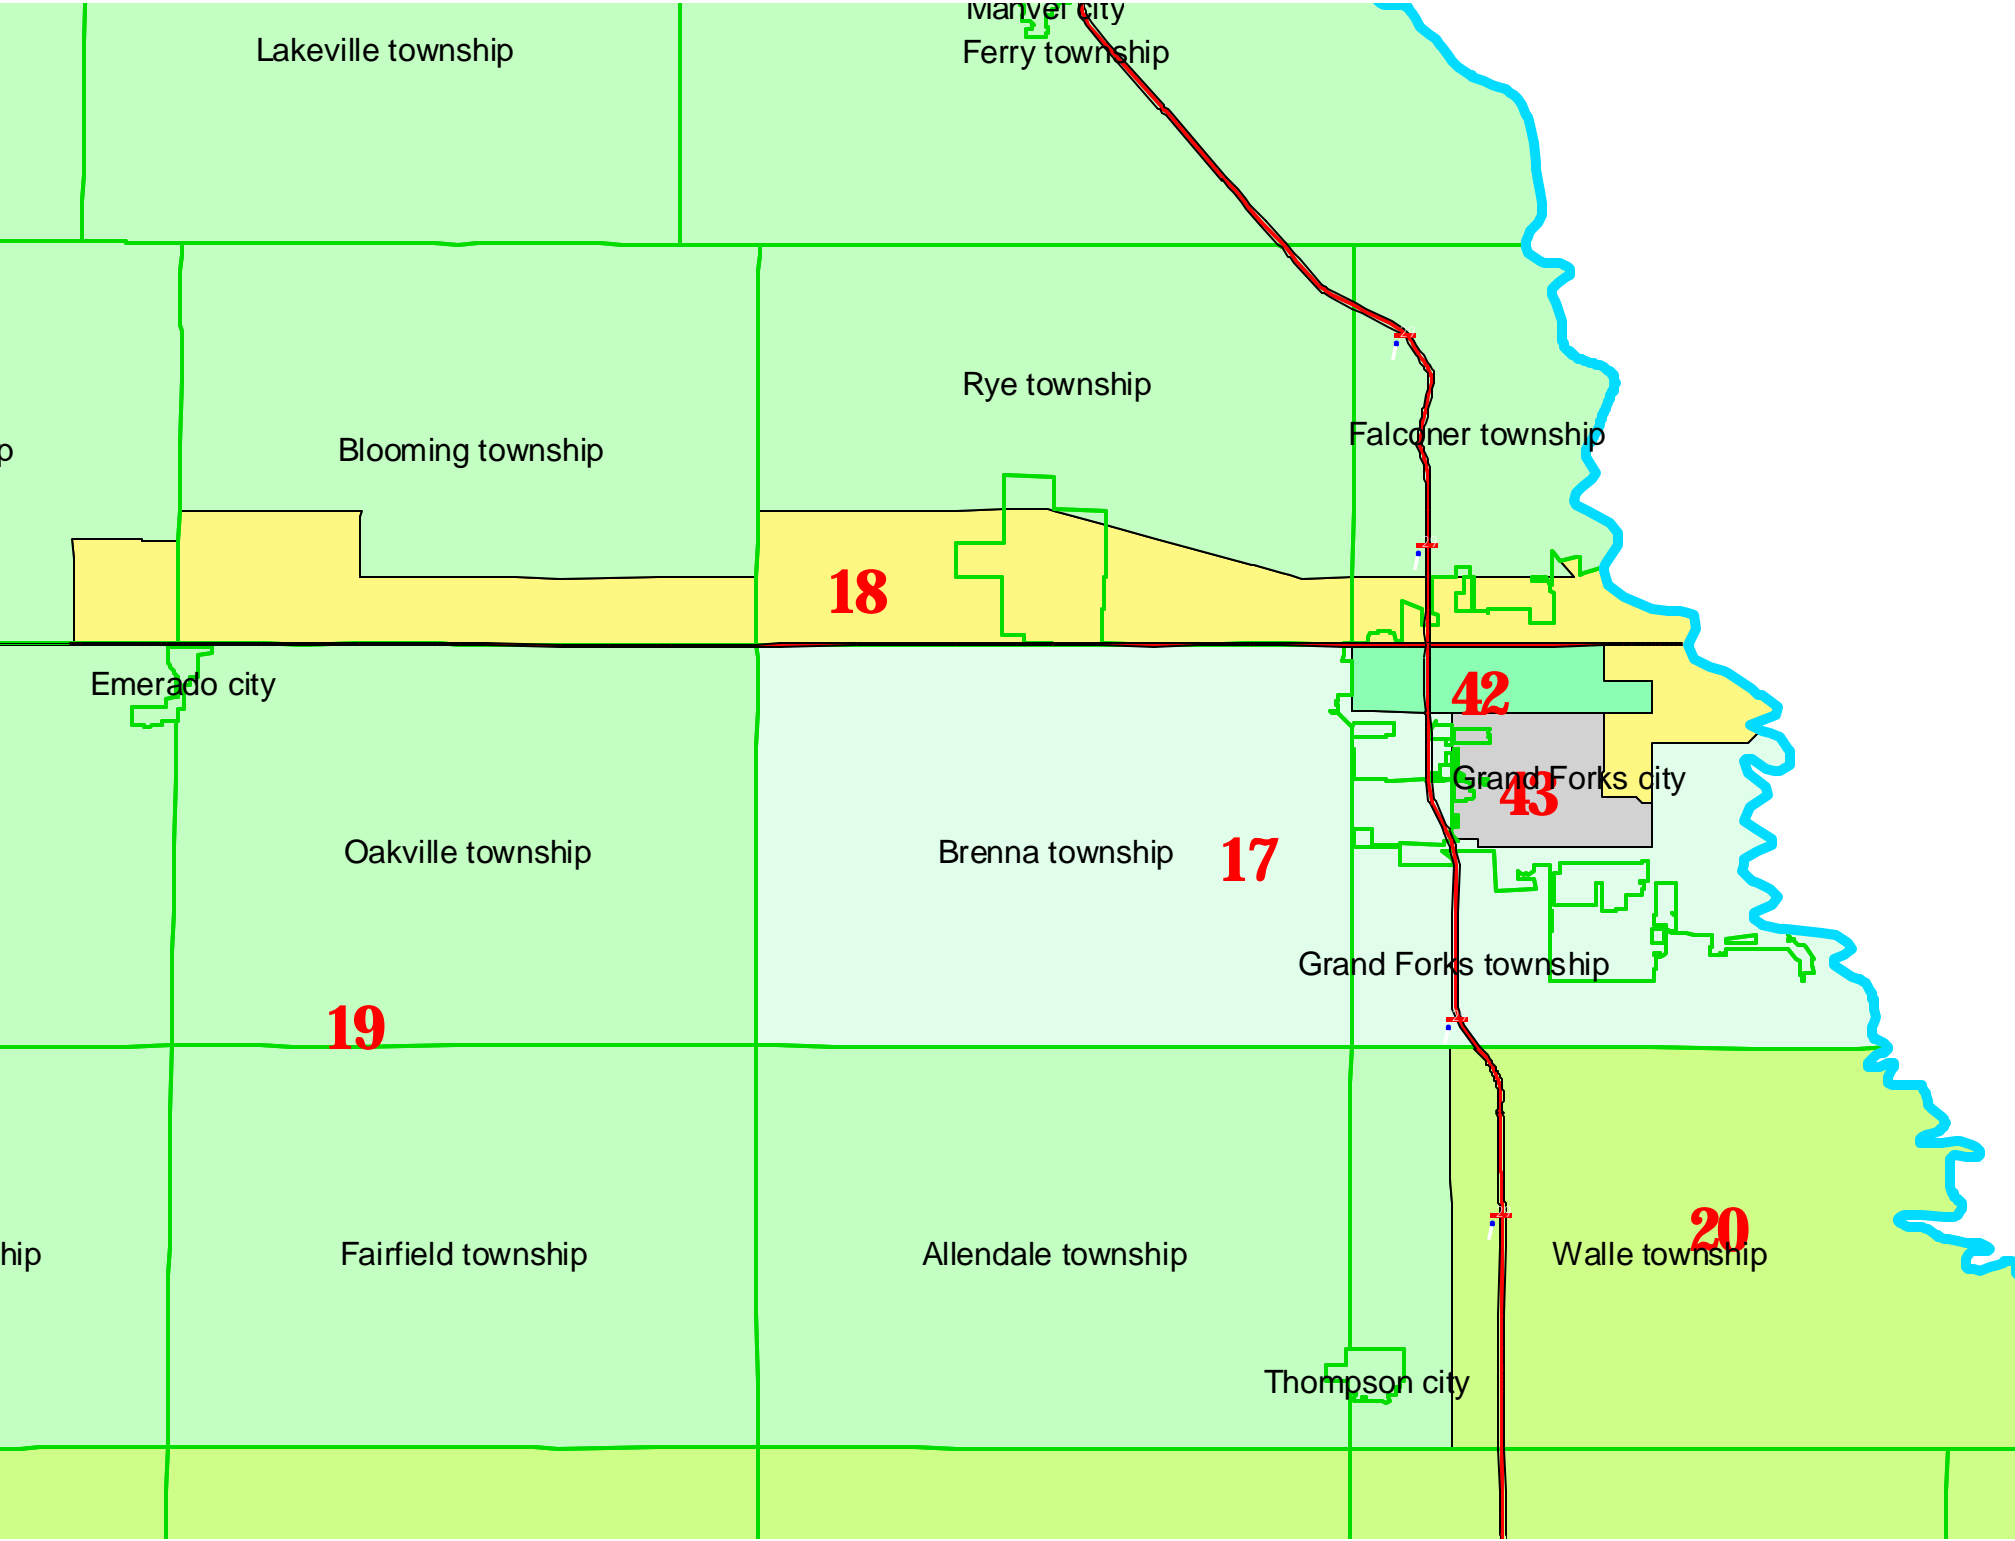 Manvel city
Lakeville township
Ferry township
Rye township
Falconer township
Blooming township
p
18
Emerado city
42
Grand Forks city
43
Oakville township
Brenna township
17
Grand Forks township
19
20
hip
Fairfield township
Allendale township
Walle township
Thompson city